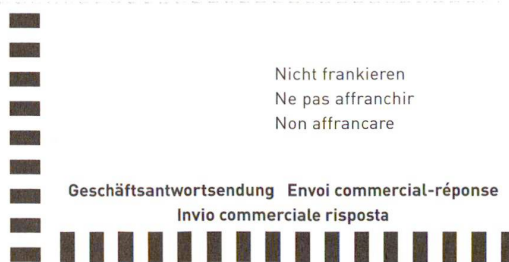 Nicht frankieren
Ne pas affranchir
Non affrancare
Geschäftsantwortsendung Envoi commercial-réponse
Invio commerciale risposta